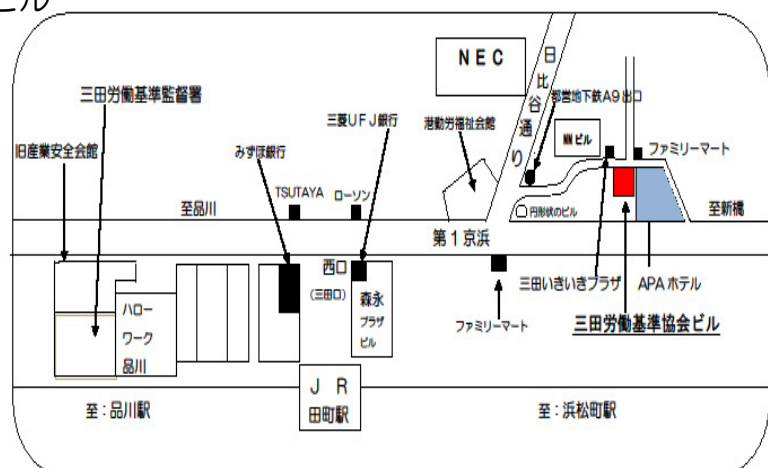 ビル
NEC
日比谷通り
三田労働基準監督署
都営地下鉄A9出口
三菱UFJ銀行
港勤労福祉会館
NNビル
ファミリーマート
旧産業安全会館
みずほ銀行
TSUTAYA
ローソン
至品川
円形状のビル
至新橋
第1京浜
西口
(三田口)
三田いきいきプラザ
APAホテル
ハロー
ワーク
品川
森永
プラザ
ビル
ファミリーマート
三田労働基準協会ビル
JR
田町駅
至:品川駅
至:浜松町駅